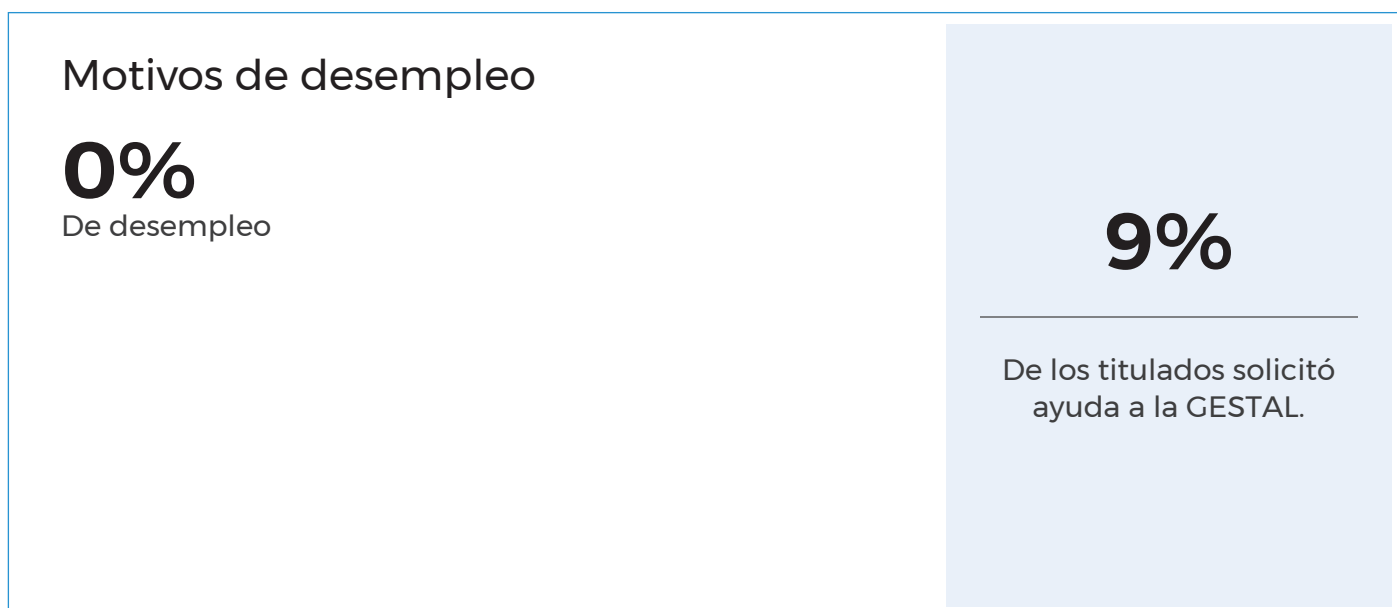 Motivos de desempleo
0%
De desempleo
9%
De los titulados solicitó
ayuda a la GESTAL.